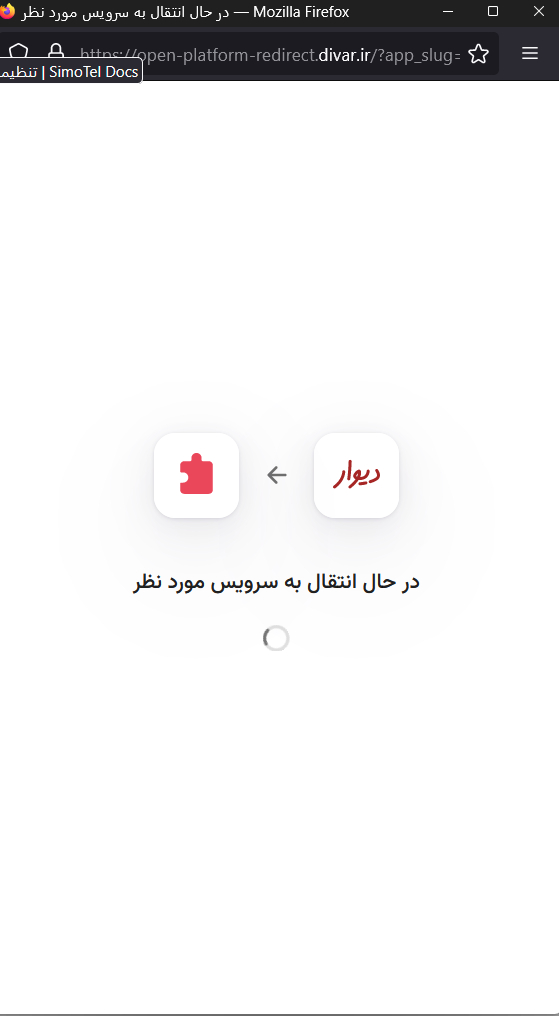 در حال انتقال به سرویس مورد نظر — Mozilla Firefox
https://open-platform-redirect.divar.ir/?app_slug=
تنظیم | SimoTel Docs
دیوار
در حال انتقال به سرویس مورد نظر